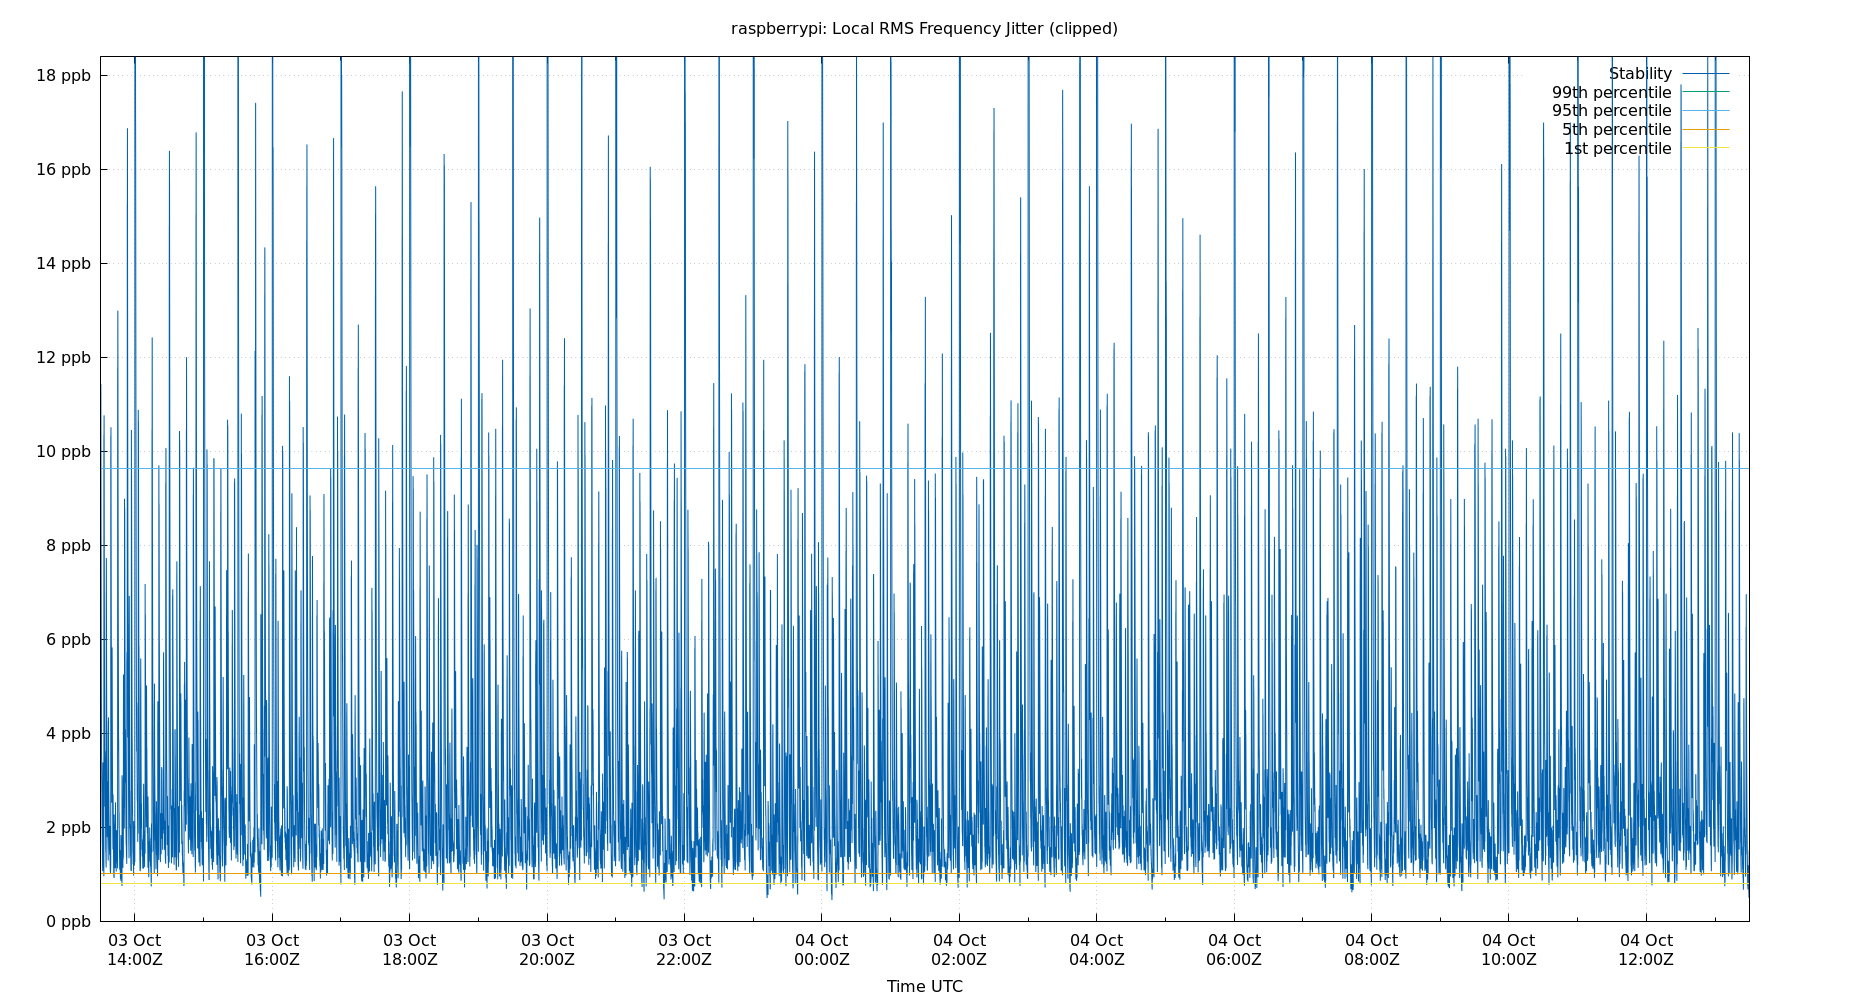 raspberrypi: Local RMS Frequency Jitter (clipped)
18 ppb
16 ppb
14 ppb
12 ppb
10 ppb
8 ppb
6 ppb
4 ppb
2 ppb
0 ppb
Stability
99th percentile
95th percentile
5th percentile
1st percentile
03 Oct 03 Oct 03 Oct 03 Oct 03 Oct 04 Oct 04 Oct 04 Oct 04 Oct 04 Oct 04 Oct 04 Oct
14:00Z 16:00Z 18:00Z 20:00Z 22:00Z 00:00Z 02:00Z 04:00Z 06:00Z 08:00Z 10:00Z 12:00Z
Time UTC